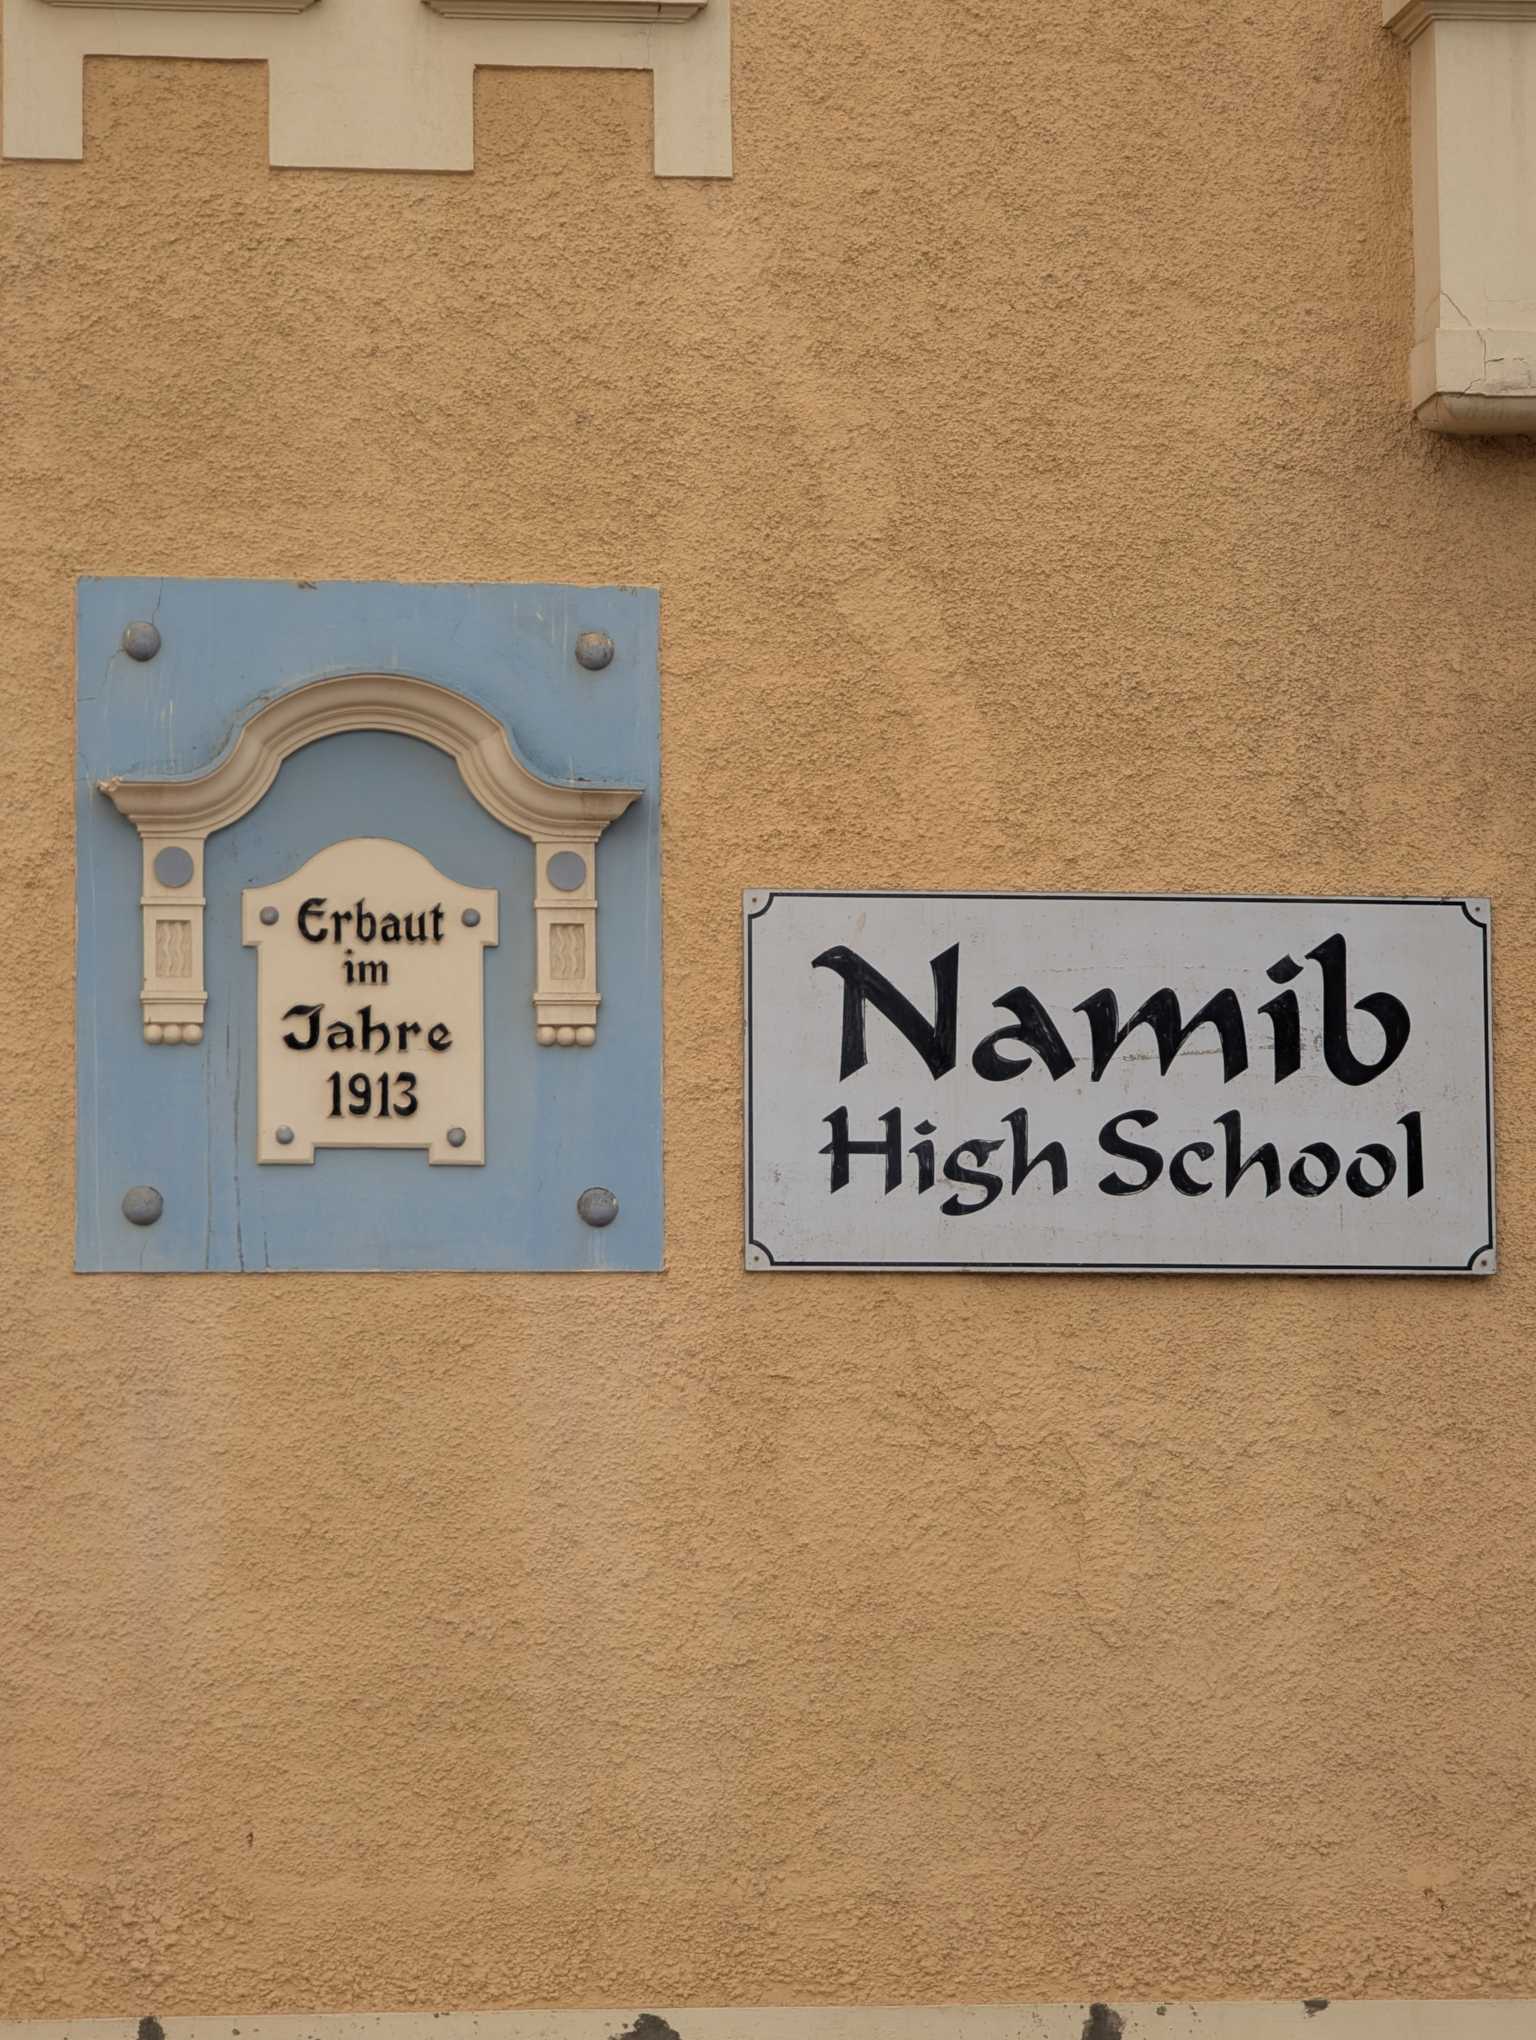 Erbaut
im
Jahre
1913
Namib
High School